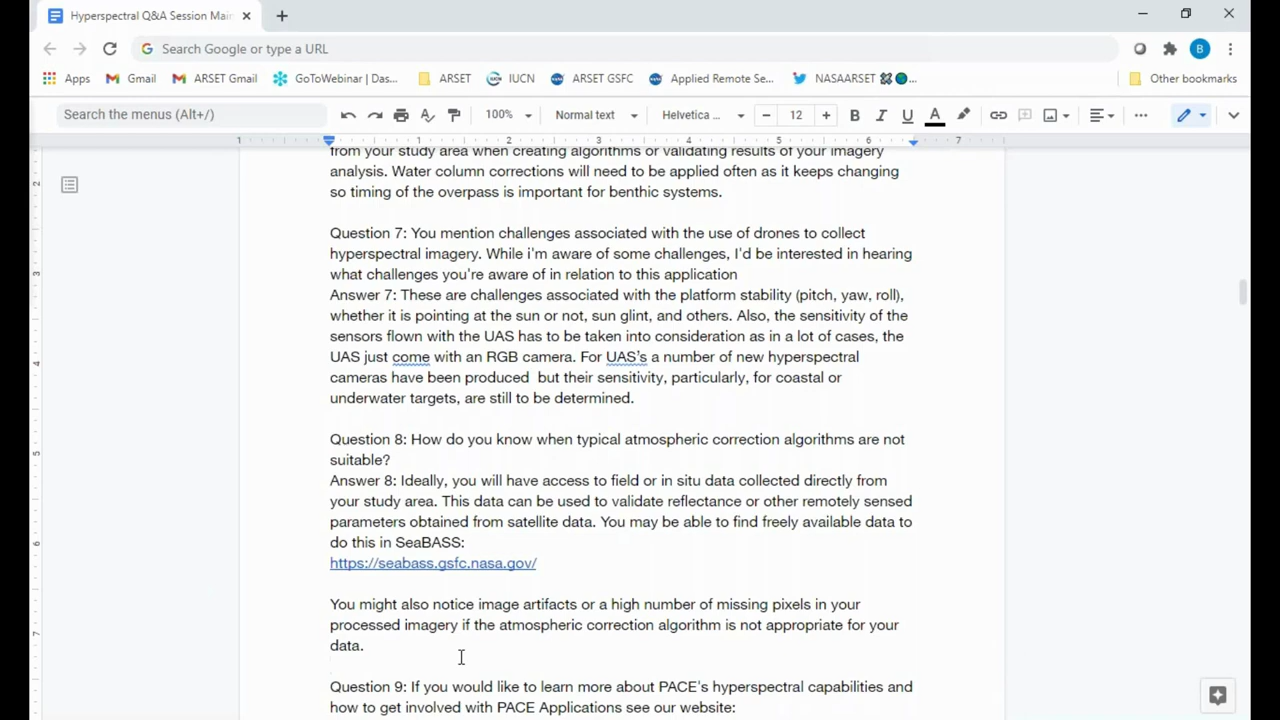 Hyperspectral Q&A Session Main
Search Google or type a URL
B
Apps
Gmail
ARSET Gmail
GoToWebinar | Das...
ARSET
IUCN
ARSET GSFC
Applied Remote Se...
NASAARSET 🛰🌎...
Other bookmarks
Search the menus (Alt+/)
100%
Normal text
Helvetica ...
12
B
I
U
A
1
1
2
3
4
5
6
7
2
3
4
5
6
7
from your study area when creating algorithms or validating results of your imagery
analysis. Water column corrections will need to be applied often as it keeps changing
so timing of the overpass is important for benthic systems.
Question 7: You mention challenges associated with the use of drones to collect
hyperspectral imagery. While i'm aware of some challenges, I'd be interested in hearing
what challenges you're aware of in relation to this application
Answer 7: These are challenges associated with the platform stability (pitch, yaw, roll),
whether it is pointing at the sun or not, sun glint, and others. Also, the sensitivity of the
sensors flown with the UAS has to be taken into consideration as in a lot of cases, the
UAS just come with an RGB camera. For UAS's a number of new hyperspectral
cameras have been produced  but their sensitivity, particularly, for coastal or
underwater targets, are still to be determined.
Question 8: How do you know when typical atmospheric correction algorithms are not
suitable?
Answer 8: Ideally, you will have access to field or in situ data collected directly from
your study area. This data can be used to validate reflectance or other remotely sensed
parameters obtained from satellite data. You may be able to find freely available data to
do this in SeaBASS:
https://seabass.gsfc.nasa.gov/
You might also notice image artifacts or a high number of missing pixels in your
processed imagery if the atmospheric correction algorithm is not appropriate for your
data.
Question 9: If you would like to learn more about PACE's hyperspectral capabilities and
how to get involved with PACE Applications see our website: